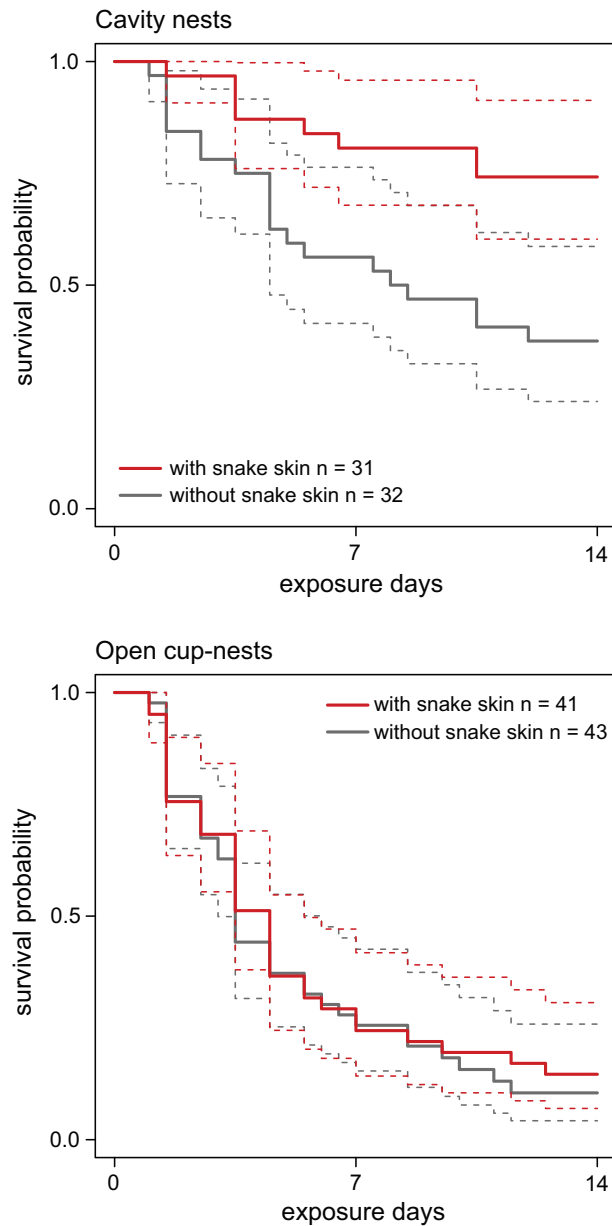 Cavity nests
1.0
0.5
0.0
survival probability
with snake skin n = 31
without snake skin n = 32
0 7 14
exposure days
Open cup-nests
1.0
0.5
0.0
survival probability
with snake skin n = 41
without snake skin n = 43
0 7 14
exposure days